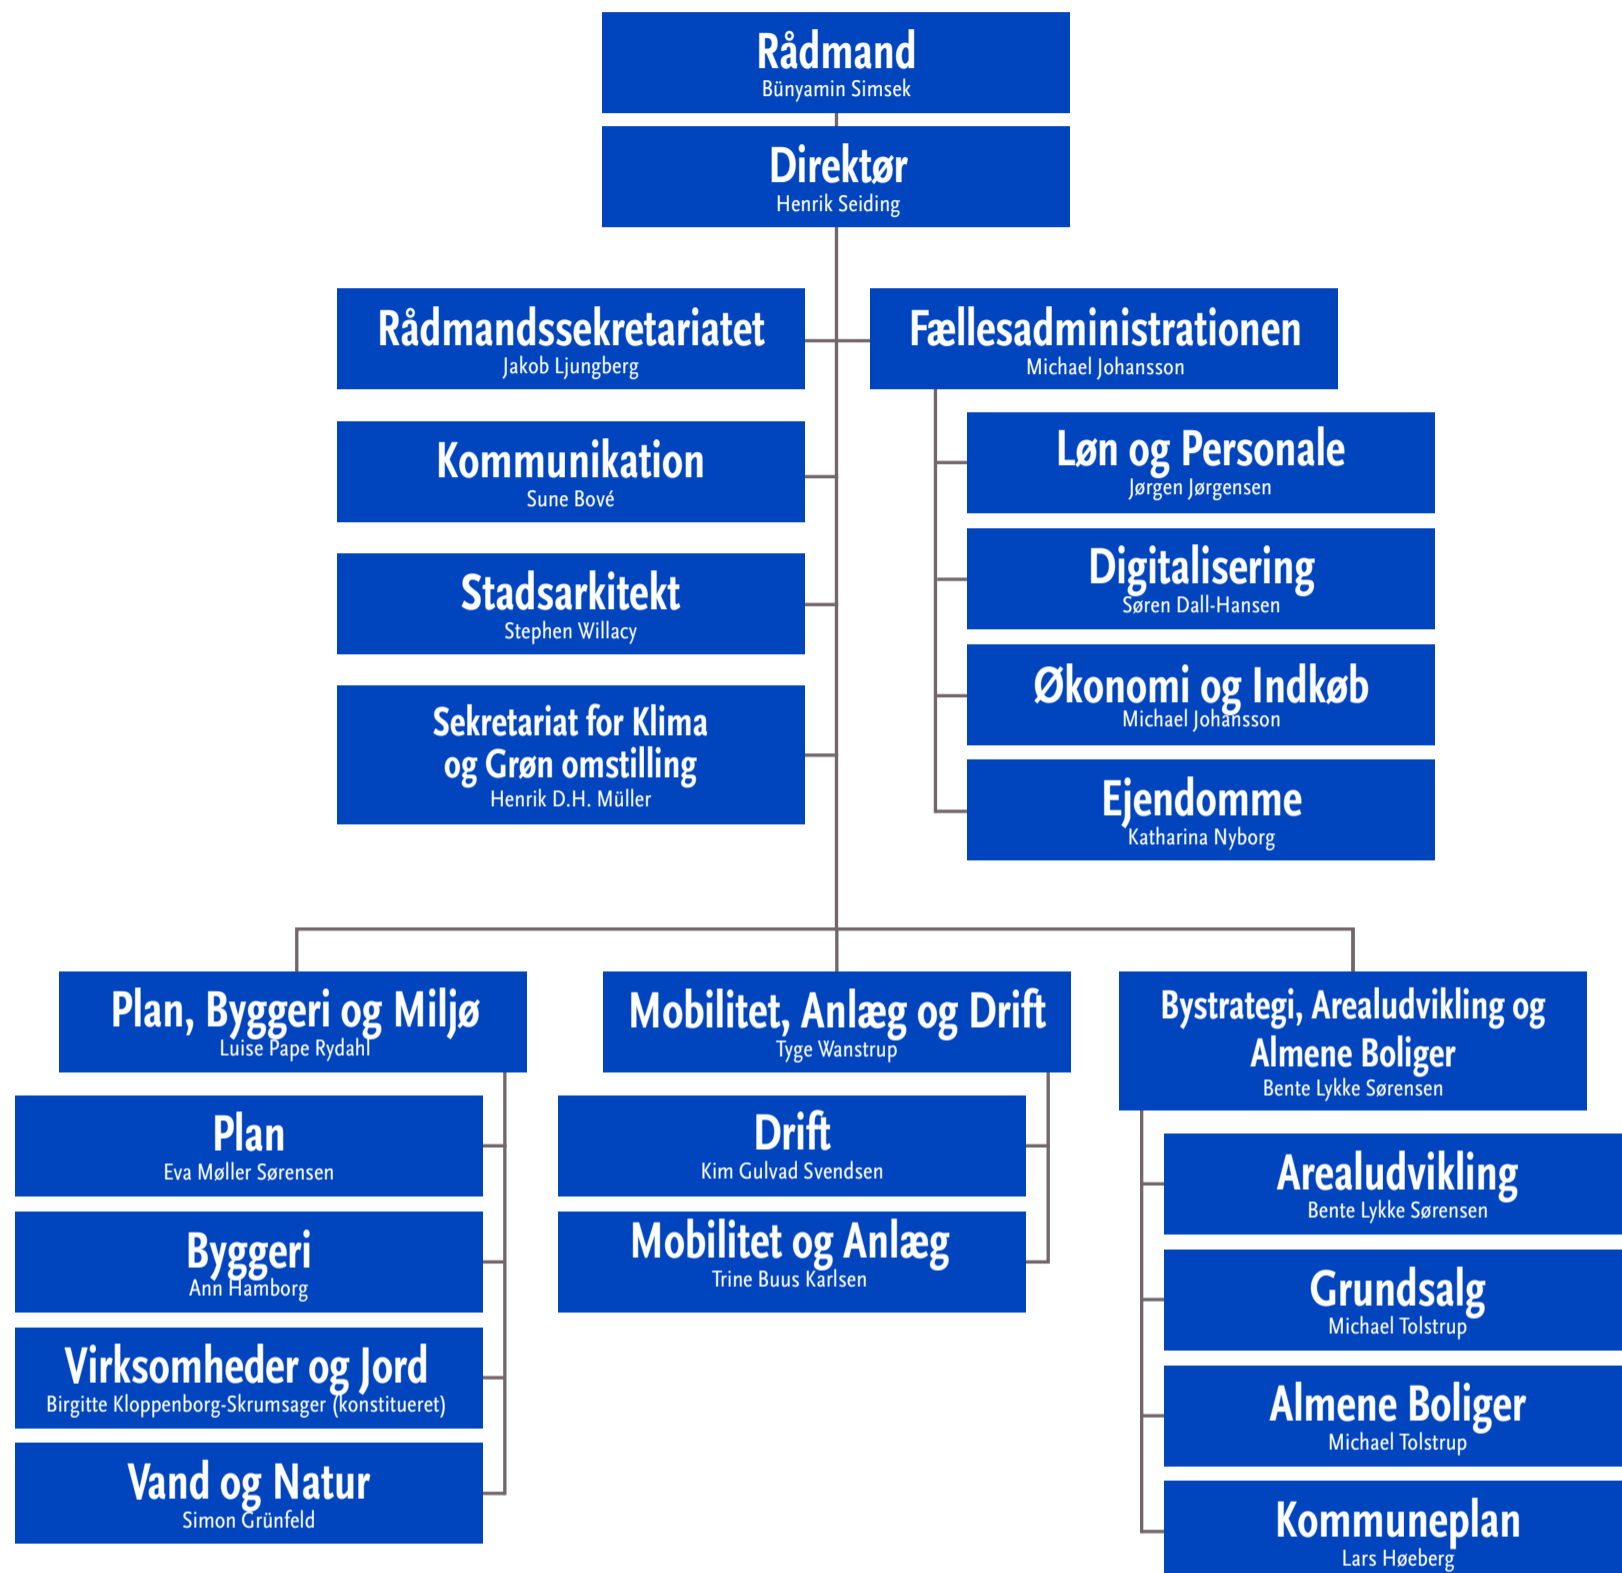 Rådmand
Bünyamin Simsek
Direktør
Henrik Seiding
Rådmandssekretariatet
Jakob Ljungberg
Fællesadministrationen
Michael Johansson
Kommunikation
Sune Bové
Stadsarkitekt
Stephen Willacy
Sekretariat for Klima
og Grøn omstilling
Henrik D.H. Müller
Løn og Personale
Jørgen Jørgensen
Digitalisering
Søren Dall-Hansen
Økonomi og Indkøb
Michael Johansson
Ejendomme
Katharina Nyborg
Plan, Byggeri og Miljø
Luise Pape Rydahl
Plan
Eva Møller Sørensen
Byggeri
Ann Hamborg
Virksomheder og Jord
Birgitte Kloppenborg-Skrumsager (konstitueret)
Vand og Natur
Simon Grünfeld
Mobilitet, Anlæg og Drift
Tyge Wanstrup
Drift
Kim Gulvad Svendsen
Mobilitet og Anlæg
Trine Buus Karlsen
Bystrategi, Arealudvikling og
Almene Boliger
Bente Lykke Sørensen
Arealudvikling
Bente Lykke Sørensen
Grundsalg
Michael Tolstrup
Almene Boliger
Michael Tolstrup
Kommuneplan
Lars Høeberg